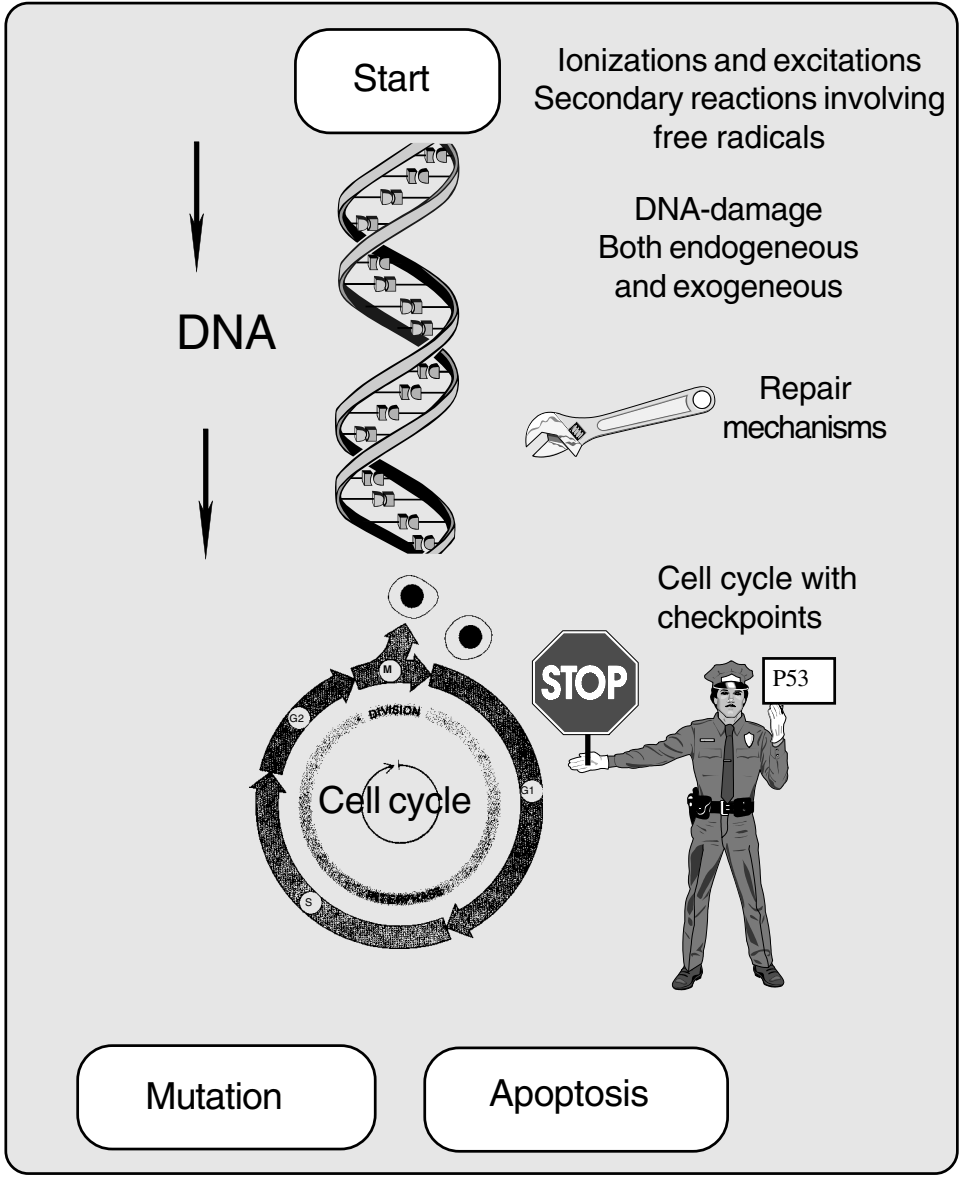 Start
Ionizations and excitations
Secondary reactions involving
free radicals
DNA-damage
Both endogeneous
and exogeneous
DNA
Repair
mechanisms
Cell cycle with
checkpoints
STOP
P53
M
G2
DIVISION
G1
Cell cycle
INTERPHASE
S
Mutation
Apoptosis